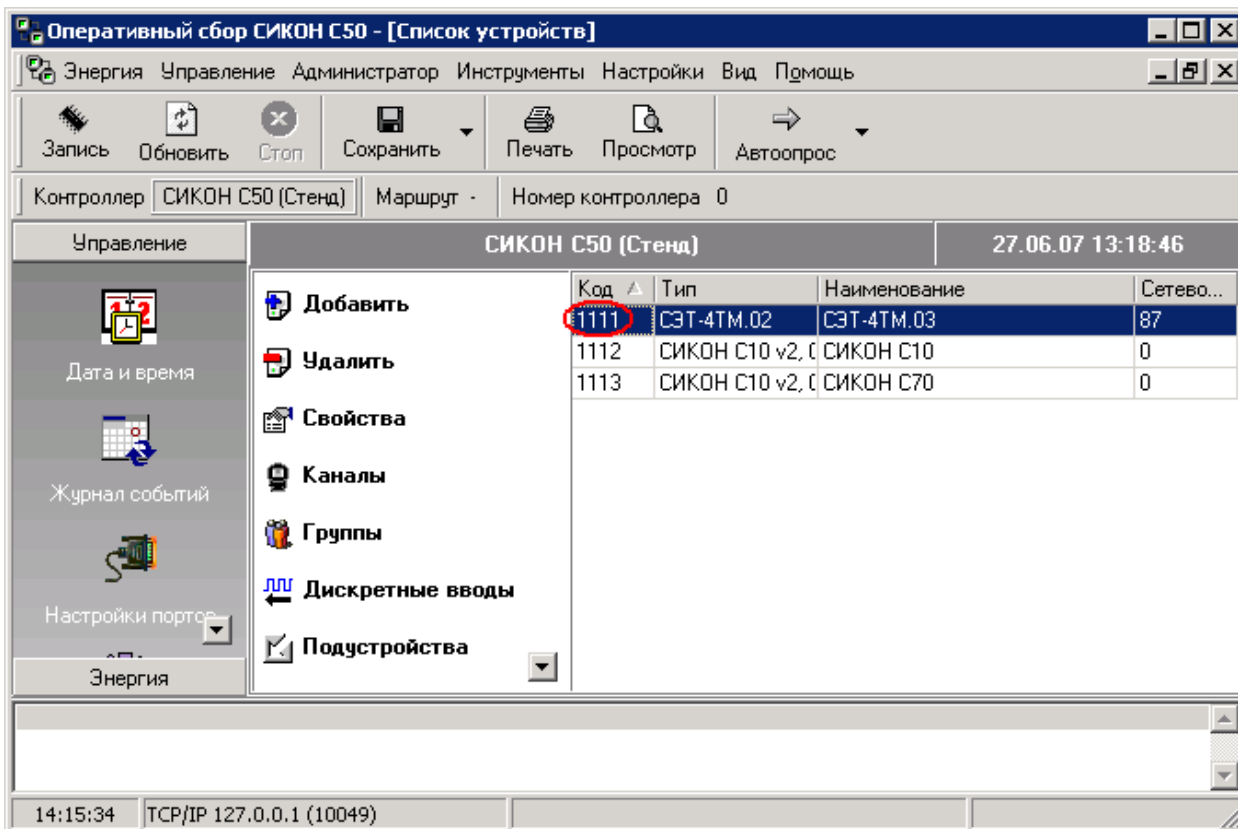 Оперативный сбор СИКОН С50 - [Список устройств]
Энергия Управление Администратор Инструменты Настройки Вид Помощь
Запись Обновить Стоп Сохранить Печать Просмотр Автоопрос
Контроллер СИКОН С50 (Стенд) Маршрут - Номер контроллера 0
Управление
СИКОН С50 (Стенд) 27.06.07 13:18:46
Дата и время
Журнал событий
Настройки портов
Энергия
Добавить
Удалить
Свойства
Каналы
Группы
Дискретные вводы
Подустройства
Код Тип Наименование Сетево...
1111 СЭТ-4ТМ.02 СЭТ-4ТМ.03 87
1112 СИКОН С10 v2, СИКОН С10 0
1113 СИКОН С10 v2, СИКОН С70 0
14:15:34 TCP/IP 127.0.0.1 (10049)